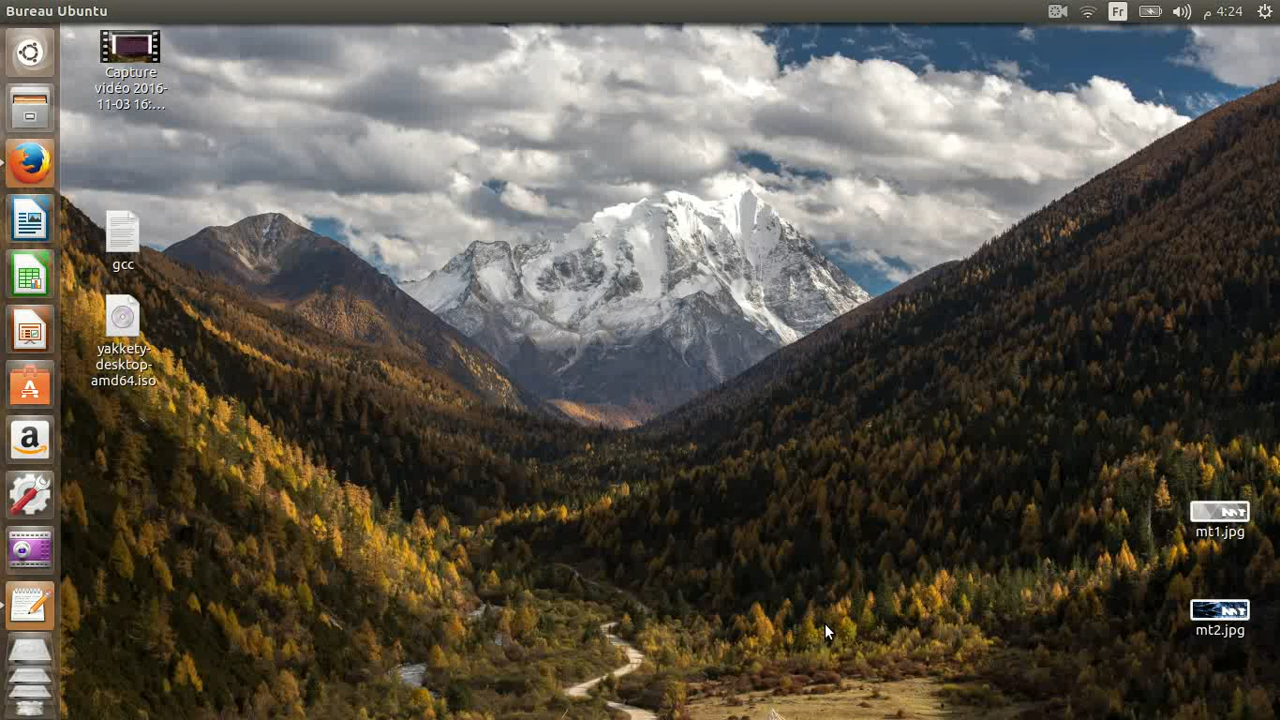 Bureau Ubuntu
Fr
4:24 م
Capture
vidéo 2016-
11-03 16:...
gcc
yakkety-
desktop-
amd64.iso
mt1.jpg
mt2.jpg